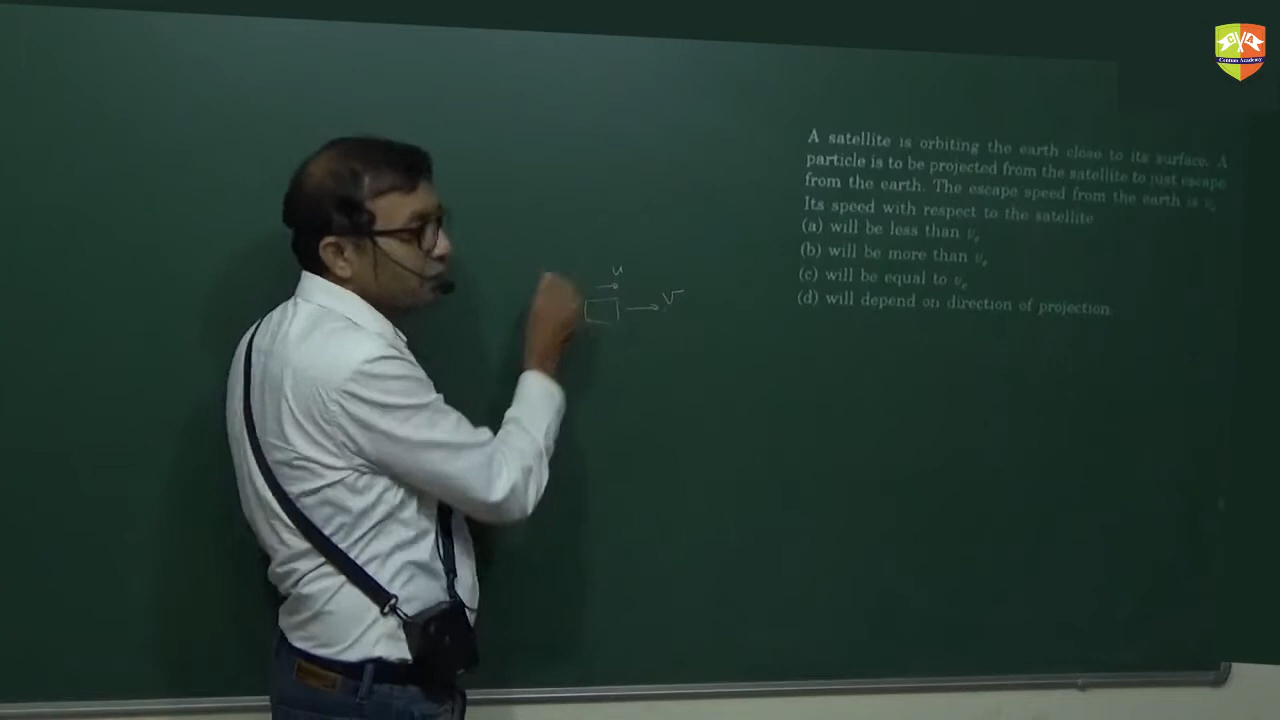 A satellite is orbiting the earth close to its surface. A
particle is to be projected from the satellite to just escape
from the earth. The escape speed from the earth is vₑ
Its speed with respect to the satellite
(a) will be less than vₑ
(b) will be more than vₑ
(c) will be equal to vₑ
(d) will depend on direction of projection
u
V
CA
Centum Academy